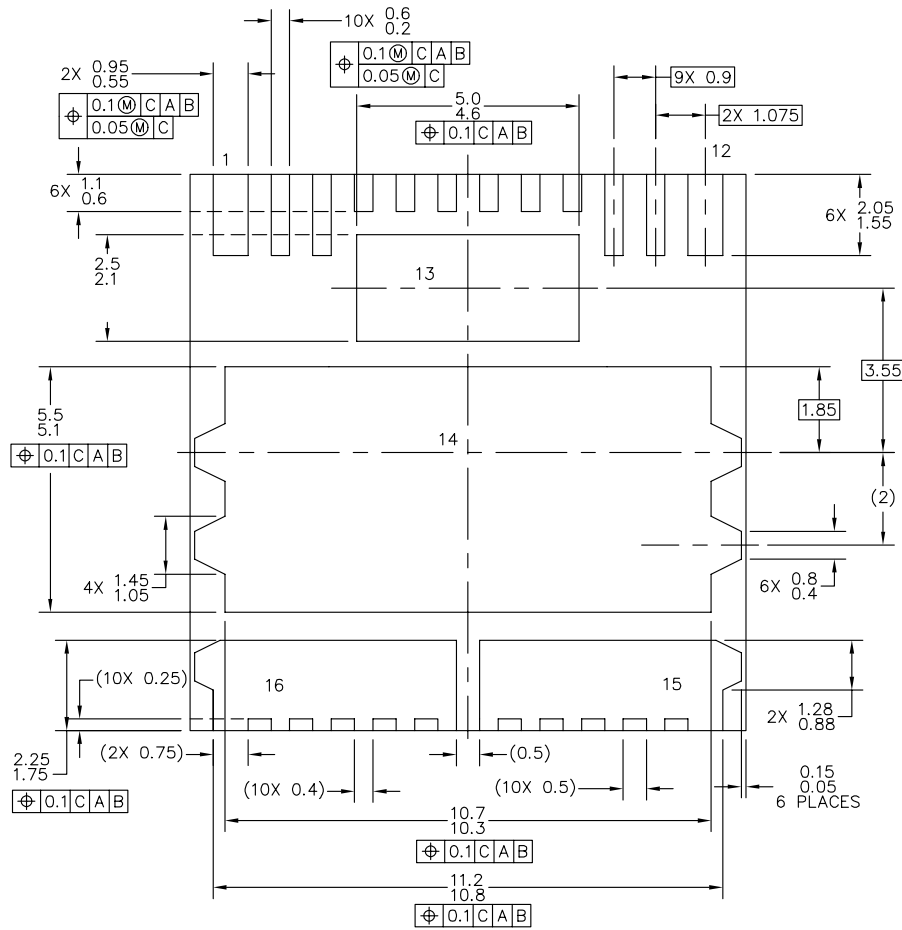 10X 0.6
0.2
⌖ 0.1 Ⓜ C A B
0.05 Ⓜ C
2X 0.95
0.55
⌖ 0.1 Ⓜ C A B
0.05 Ⓜ C
5.0
4.6
⌖ 0.1 C A B
9X 0.9
2X 1.075
1
12
6X 1.1
0.6
6X 2.05
1.55
2.5
2.1
13
3.55
1.85
5.5
5.1
⌖ 0.1 C A B
14
(2)
4X 1.45
1.05
6X 0.8
0.4
(10X 0.25)
16
15
2X 1.28
0.88
2.25
1.75
⌖ 0.1 C A B
(2X 0.75)
(0.5)
(10X 0.4)
(10X 0.5)
0.15
0.05
6 PLACES
10.7
10.3
⌖ 0.1 C A B
11.2
10.8
⌖ 0.1 C A B